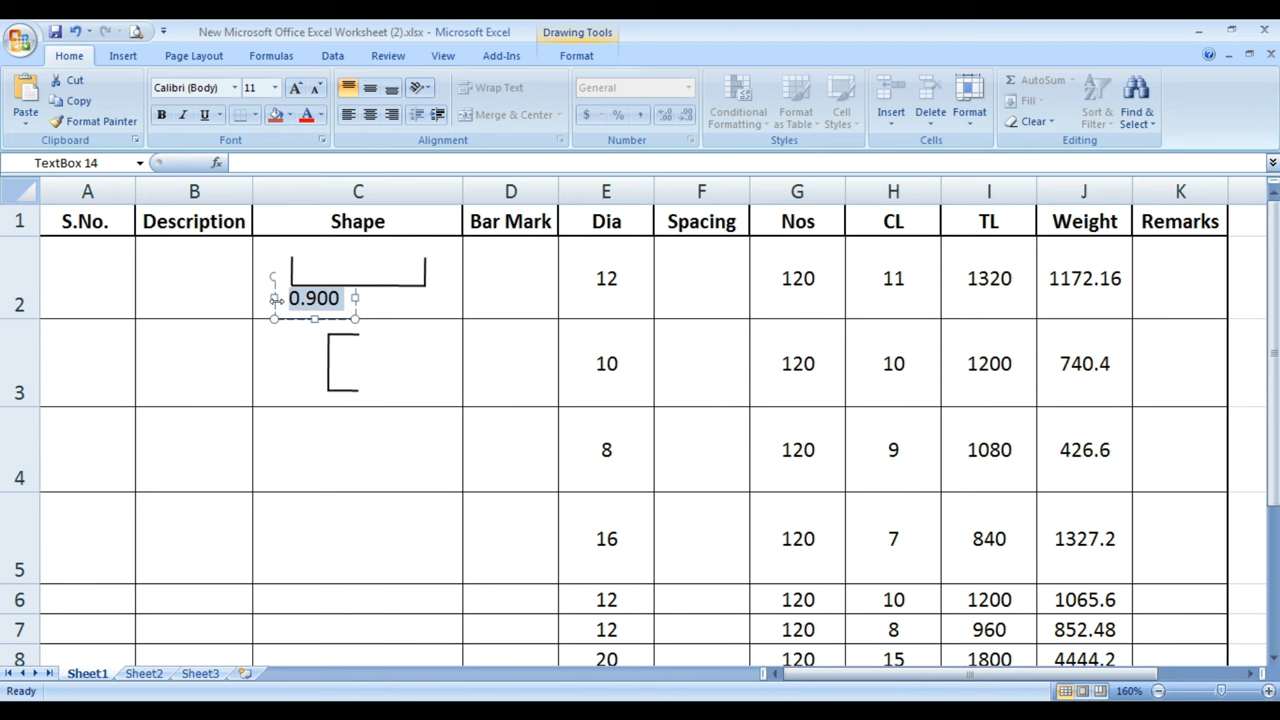 New Microsoft Office Excel Worksheet (2).xlsx - Microsoft Excel
Drawing Tools
Home Insert Page Layout Formulas Data Review View Add-Ins Format
Paste
Cut
Copy
Format Painter
Clipboard
Calibri (Body) 11
B I U A
Font
Wrap Text
Merge & Center
Alignment
General
$ % ,
Number
Conditional Formatting
Format as Table
Cell Styles
Styles
Insert Delete Format
Cells
AutoSum
Fill
Clear
Sort & Filter
Find & Select
Editing
TextBox 14 fx
A B C D E F G H I J K
1 S.No. Description Shape Bar Mark Dia Spacing Nos CL TL Weight Remarks
2 0.900 12 120 11 1320 1172.16
3 10 120 10 1200 740.4
4 8 120 9 1080 426.6
5 16 120 7 840 1327.2
6 12 120 10 1200 1065.6
7 12 120 8 960 852.48
8 20 120 15 1800 4444.2
Sheet1 Sheet2 Sheet3
Ready 160%